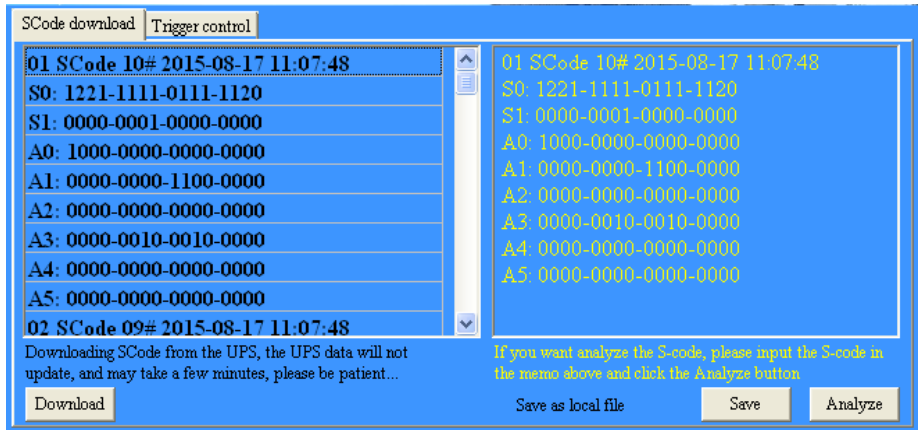 SCode download
Trigger control
01 SCode 10# 2015-08-17 11:07:48
S0: 1221-1111-0111-1120
S1: 0000-0001-0000-0000
A0: 1000-0000-0000-0000
A1: 0000-0000-1100-0000
A2: 0000-0000-0000-0000
A3: 0000-0010-0010-0000
A4: 0000-0000-0000-0000
A5: 0000-0000-0000-0000
02 SCode 09# 2015-08-17 11:07:48
Downloading SCode from the UPS, the UPS data will not
update, and may take a few minutes, please be patient...
Download
01 SCode 10# 2015-08-17 11:07:48
S0: 1221-1111-0111-1120
S1: 0000-0001-0000-0000
A0: 1000-0000-0000-0000
A1: 0000-0000-1100-0000
A2: 0000-0000-0000-0000
A3: 0000-0010-0010-0000
A4: 0000-0000-0000-0000
A5: 0000-0000-0000-0000
If you want analyze the S-code, please input the S-code in
the memo above and click the Analyze button
Save as local file
Save
Analyze